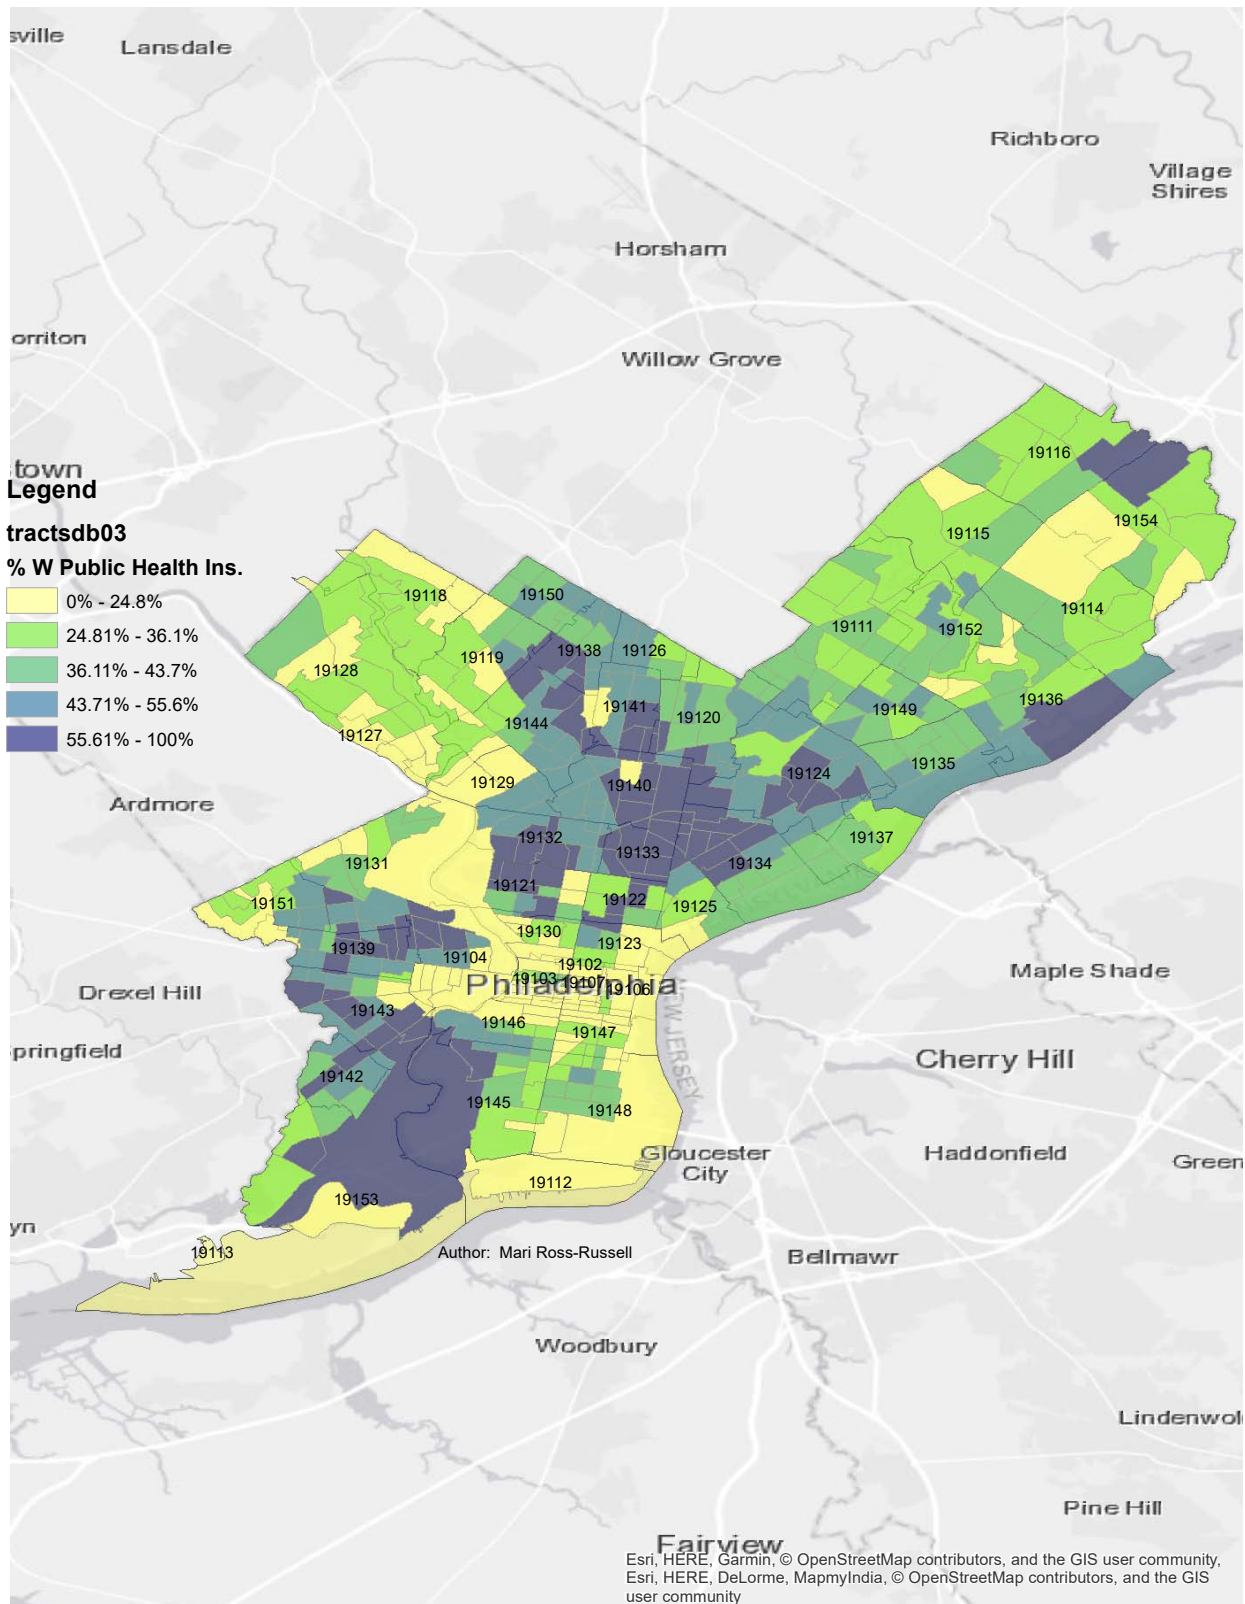 sville
Lansdale
Richboro
Village
Shires
Horsham
orriton
Willow Grove
town
Legend
tractsdb03
% W Public Health Ins.
0% - 24.8%
24.81% - 36.1%
36.11% - 43.7%
43.71% - 55.6%
55.61% - 100%
19116
19154
19115
19118
19150
19114
19111
19152
19138
19126
19119
19128
19136
19141
19149
19120
19144
19127
19135
19124
19129
19140
Ardmore
19132
19137
19133
19131
19134
19121
19122
19151
19125
19130
19123
19139
19104
19102
19103
19107
19106
Philadelphia
Maple Shade
Drexel Hill
19143
19146
19147
NEW JERSEY
Springfield
Cherry Hill
19142
19145
19148
Gloucester
City
Haddonfield
Green
19112
19153
yn
19113
Author: Mari Ross-Russell
Bellmawr
Woodbury
Lindenwol
Pine Hill
Fairview
Esri, HERE, Garmin, © OpenStreetMap contributors, and the GIS user community,
Esri, HERE, DeLorme, MapmyIndia, © OpenStreetMap contributors, and the GIS
user community